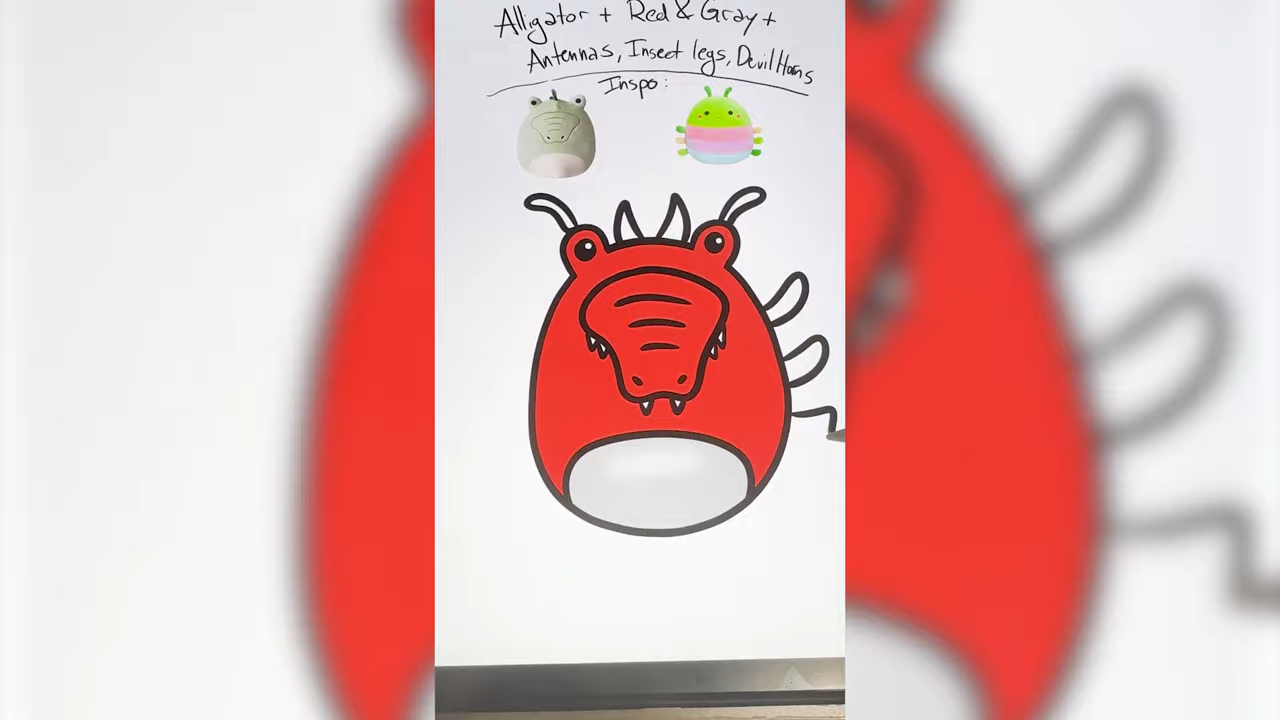 Alligator + Red & Gray +
Antennas, Insect legs, Devil Horns
Inspo: